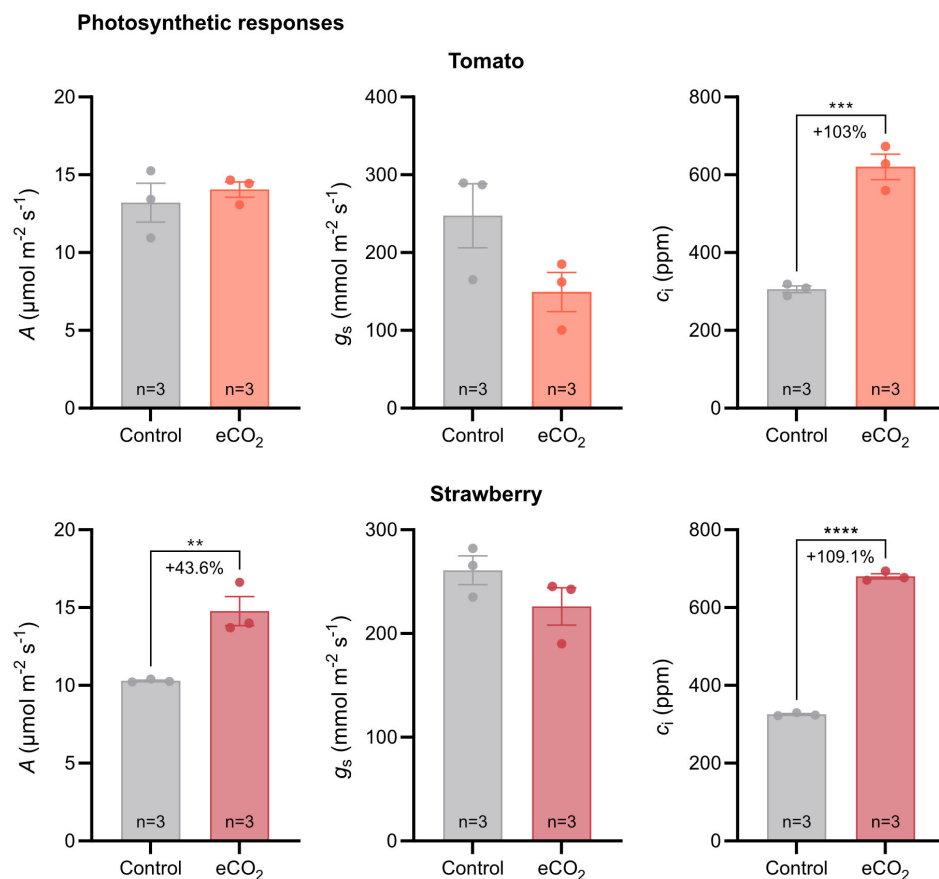 Photosynthetic responses
Tomato
20
15
10
5
0
A (µmol m⁻² s⁻¹)
n=3
n=3
Control
eCO₂
400
300
200
100
0
gₛ (mmol m⁻² s⁻¹)
n=3
n=3
Control
eCO₂
800
600
400
200
0
cᵢ (ppm)
***
+103%
n=3
n=3
Control
eCO₂
Strawberry
20
15
10
5
0
A (µmol m⁻² s⁻¹)
**
+43.6%
n=3
n=3
Control
eCO₂
300
200
100
0
gₛ (mmol m⁻² s⁻¹)
n=3
n=3
Control
eCO₂
800
600
400
200
0
cᵢ (ppm)
****
+109.1%
n=3
n=3
Control
eCO₂